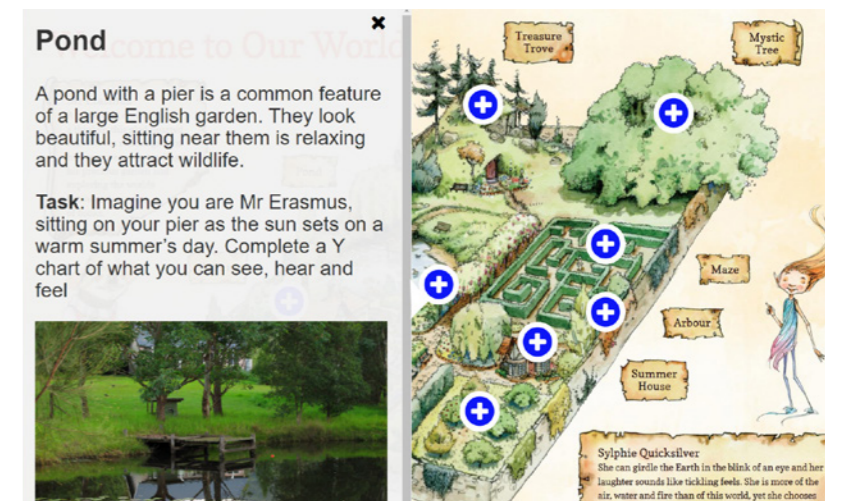 Pond
Welcome to Our World
A pond with a pier is a common feature
of a large English garden. They look
beautiful, sitting near them is relaxing
and they attract wildlife.
Task: Imagine you are Mr Erasmus,
sitting on your pier as the sun sets on a
warm summer’s day. Complete a Y
chart of what you can see, hear and
feel
Treasure
Trove
Mystic
Tree
Maze
Arbour
Summer
House
Sylphie Quicksilver
She can girdle the Earth in the blink of an eye and her
laughter sounds like tickling feels. She is more of the
air, water and fire than of this world, yet she chooses